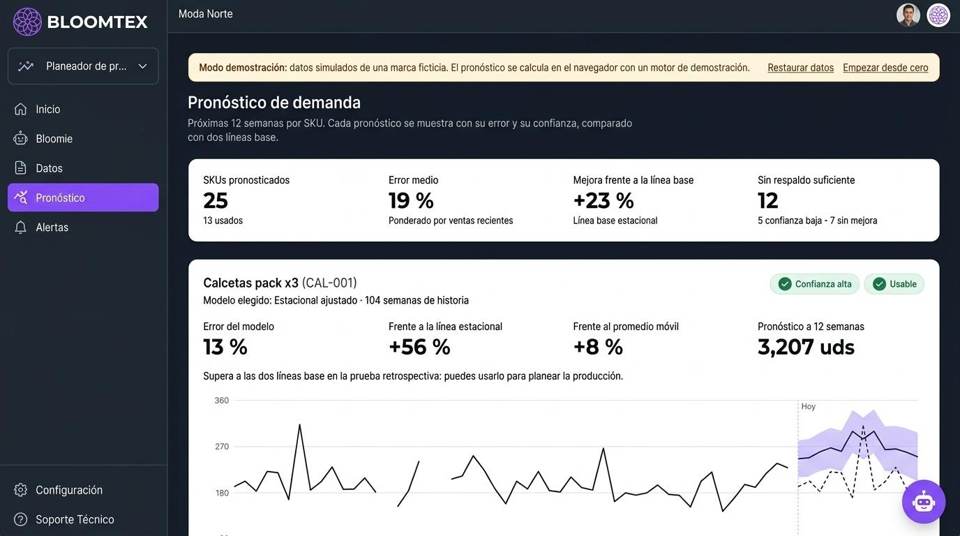 BLOOMTEX
Moda Norte
Planeador de pr...
Inicio
Bloomie
Datos
Pronóstico
Alertas
Configuración
Soporte Técnico
Modo demostración: datos simulados de una marca ficticia. El pronóstico se calcula en el navegador con un motor de demostración.
Restaurar datos
Empezar desde cero
Pronóstico de demanda
Próximas 12 semanas por SKU. Cada pronóstico se muestra con su error y su confianza, comparado
con dos líneas base.
SKUs pronosticados
25
13 usados
Error medio
19 %
Ponderado por ventas recientes
Mejora frente a la línea base
+23 %
Línea base estacional
Sin respaldo suficiente
12
5 confianza baja - 7 sin mejora
Calcetas pack x3 (CAL-001)
Confianza alta
Usable
Modelo elegido: Estacional ajustado · 104 semanas de historia
Error del modelo
13 %
Frente a la línea estacional
+56 %
Frente al promedio móvil
+8 %
Pronóstico a 12 semanas
3,207 uds
Supera a las dos líneas base en la prueba retrospectiva: puedes usarlo para planear la producción.
360
Hoy
270
180